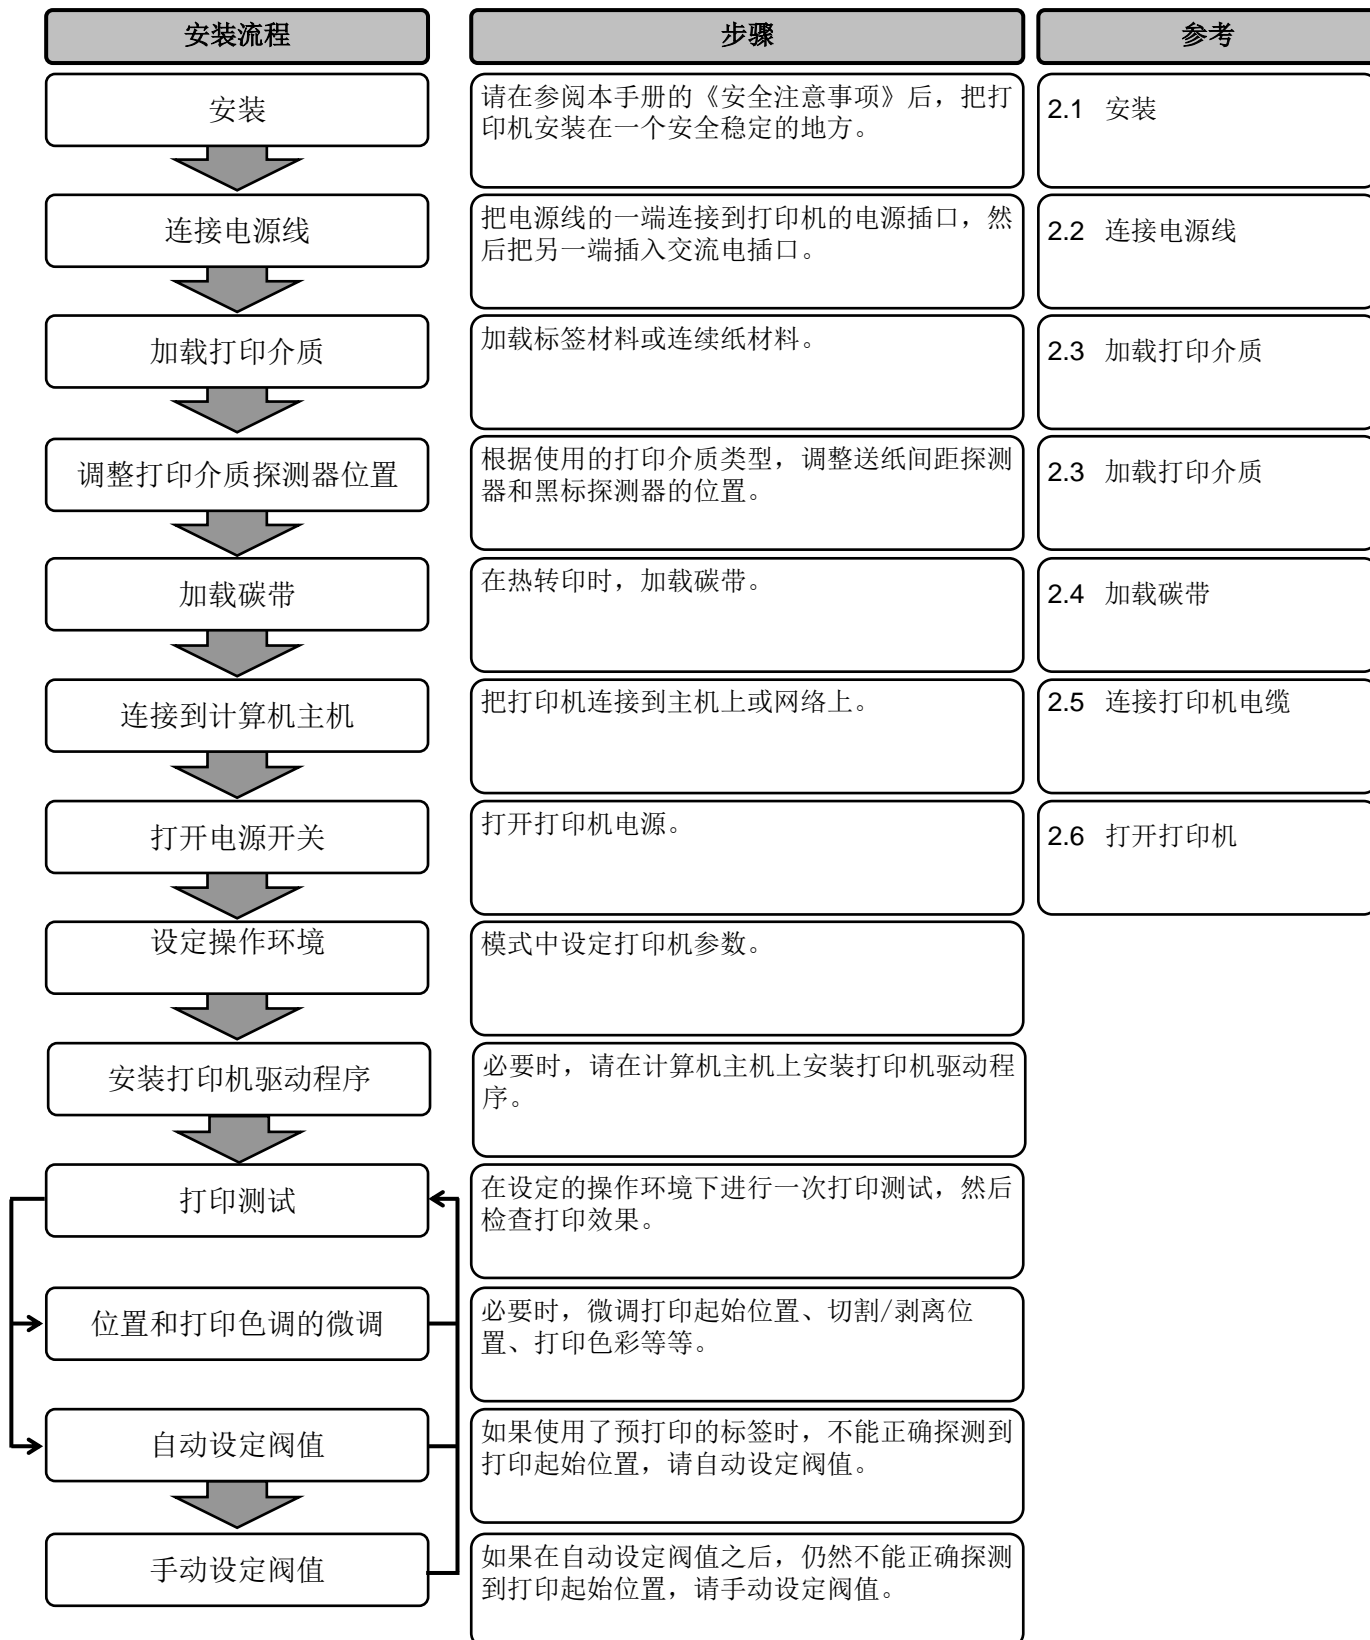 安装流程
步骤
参考
安装
请在参阅本手册的《安全注意事项》后，把打
印机安装在一个安全稳定的地方。
2.1 安装
连接电源线
把电源线的一端连接到打印机的电源插口，然
后把另一端插入交流电插口。
2.2 连接电源线
加载打印介质
加载标签材料或连续纸材料。
2.3 加载打印介质
调整打印介质探测器位置
根据使用的打印介质类型，调整送纸间距探测
器和黑标探测器的位置。
2.3 加载打印介质
加载碳带
在热转印时，加载碳带。
2.4 加载碳带
连接到计算机主机
把打印机连接到主机上或网络上。
2.5 连接打印机电缆
打开电源开关
打开打印机电源。
2.6 打开打印机
设定操作环境
模式中设定打印机参数。
安装打印机驱动程序
必要时，请在计算机主机上安装打印机驱动程
序。
打印测试
在设定的操作环境下进行一次打印测试，然后
检查打印效果。
位置和打印色调的微调
必要时，微调打印起始位置、切割/剥离位
置、打印色彩等等。
自动设定阀值
如果使用了预打印的标签时，不能正确探测到
打印起始位置，请自动设定阀值。
手动设定阀值
如果在自动设定阀值之后，仍然不能正确探测
到打印起始位置，请手动设定阀值。